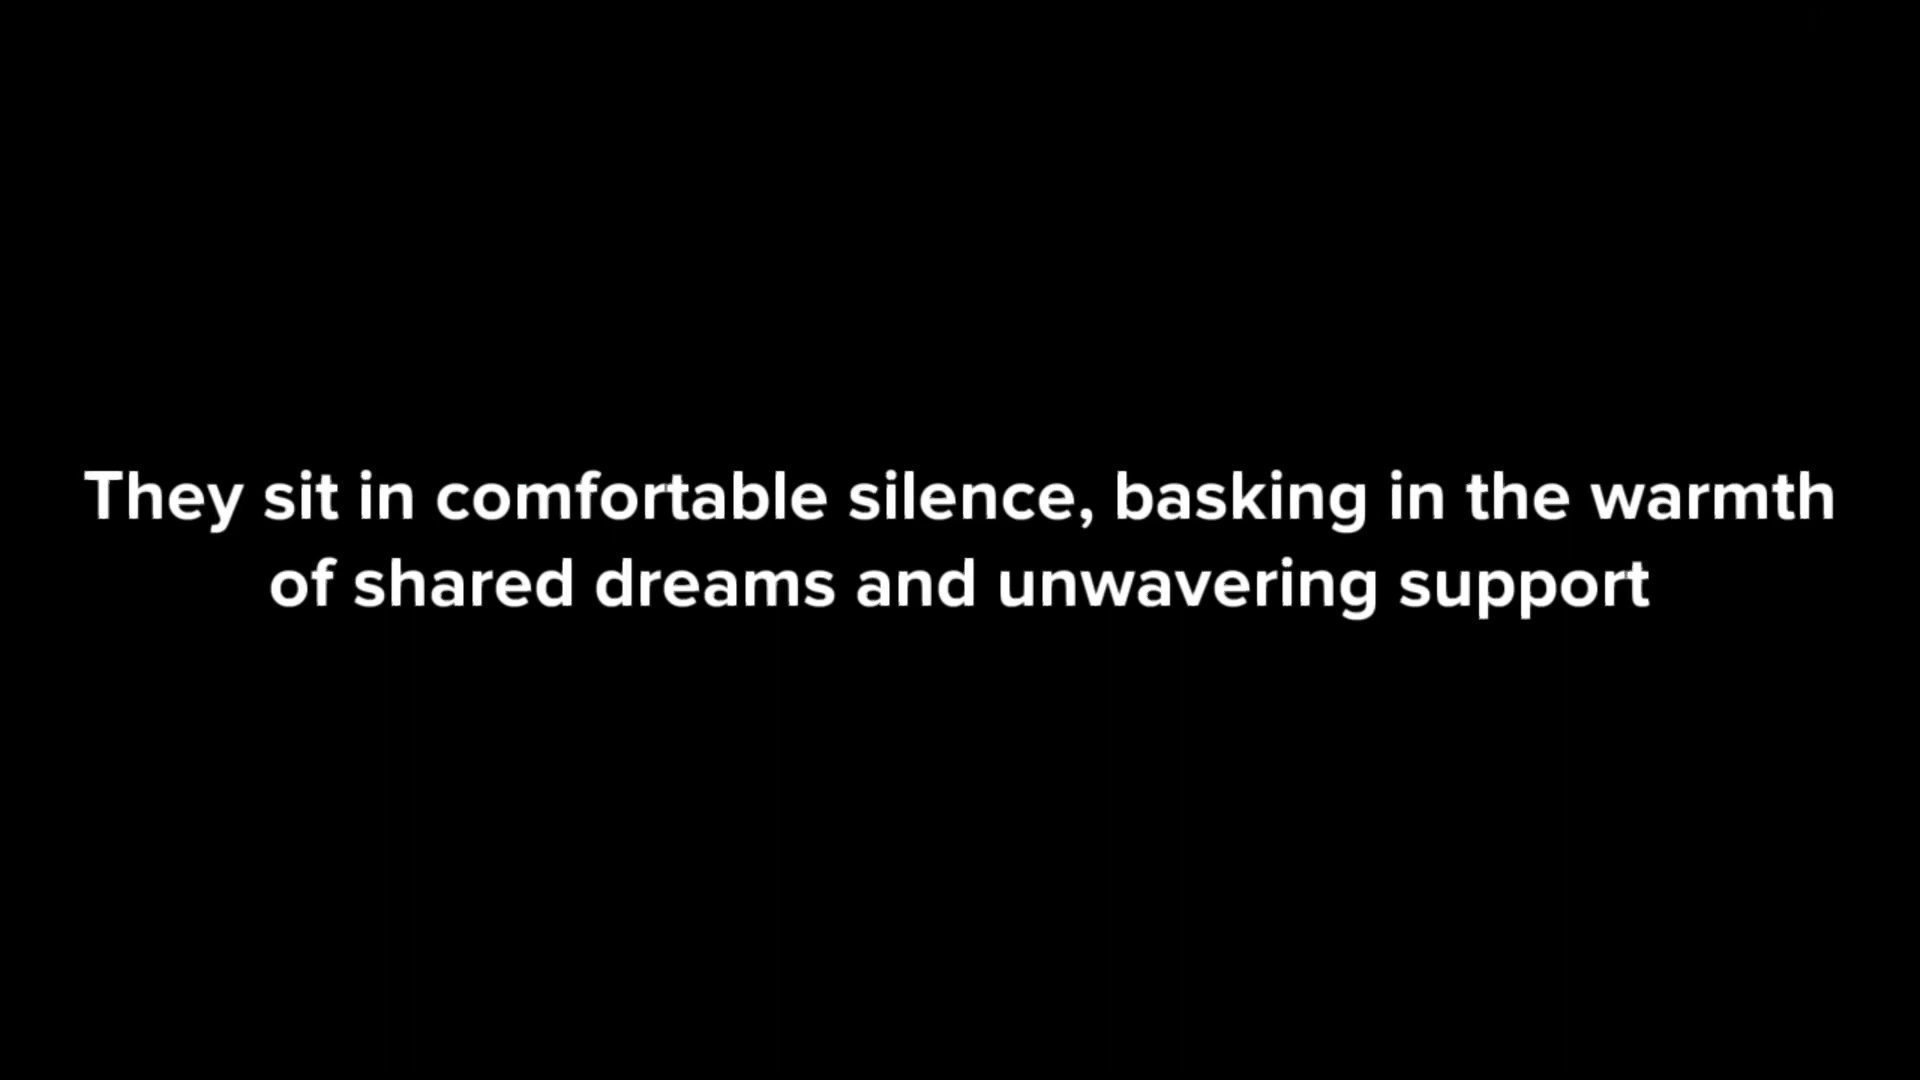 They sit in comfortable silence, basking in the warmth
of shared dreams and unwavering support